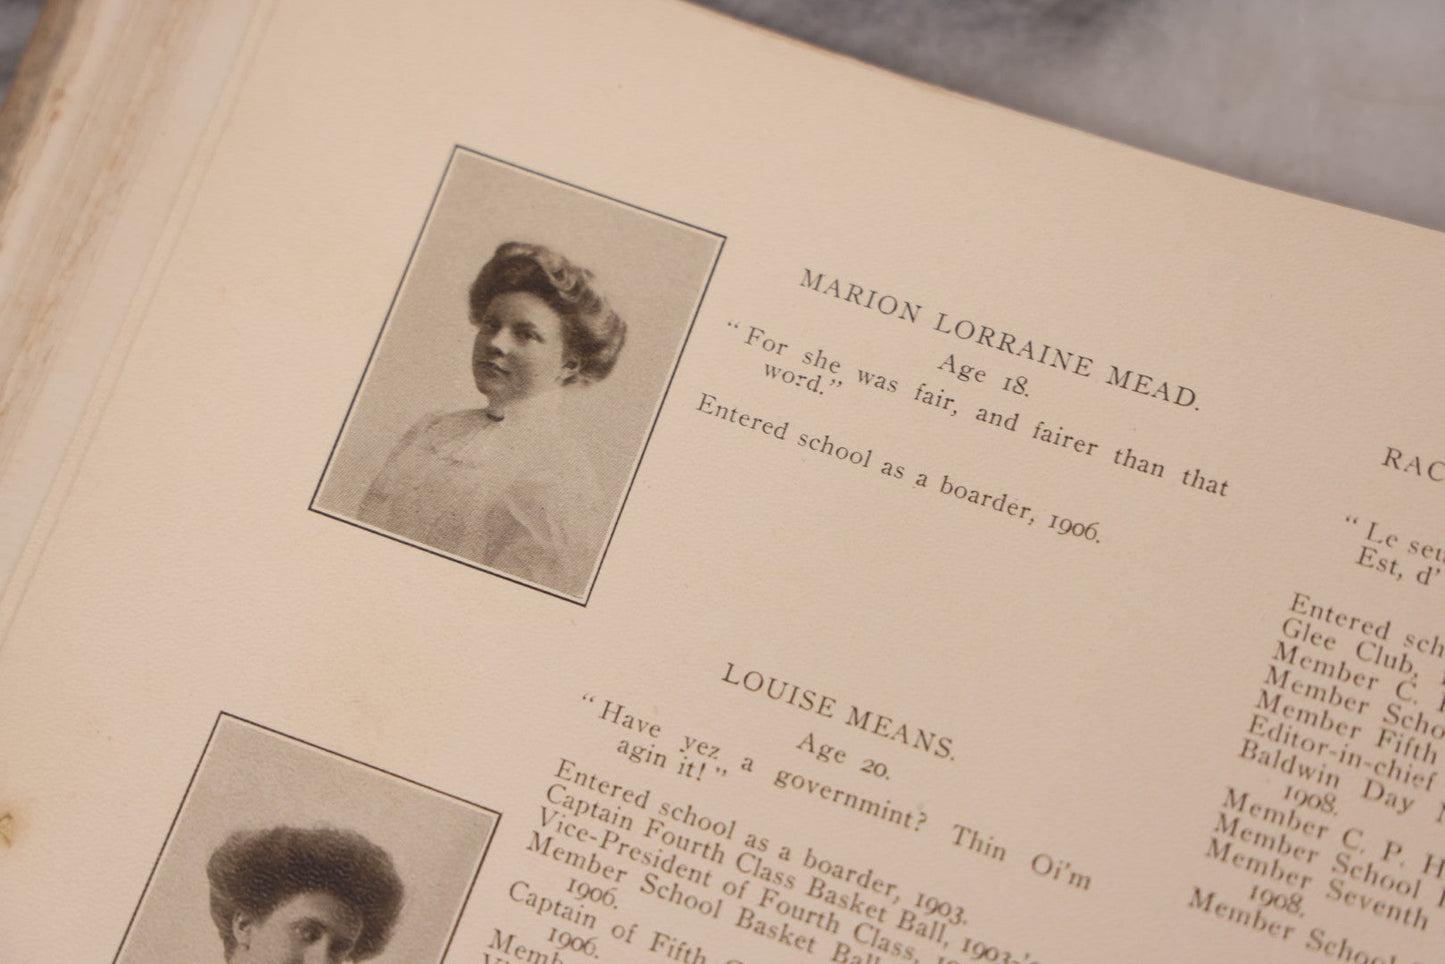 MARION LORRAINE MEAD.
Age 18.
“ For she was fair, and fairer than that
word.”
Entered school as a boarder, 1906.
LOUISE MEANS.
Age 20.
“ Have yez a governmint? Thin Oi'm
agin it! ”
Entered school as a boarder, 1903.
Captain Fourth Class Basket Ball, 1903-'
Vice-President of Fourth Class,
Member School Basket Ball
1906.
Captain of Fifth
1906.
RAC
“ Le seu
Est, d'
Entered sch
Glee Club,
Member C.
Member Scho
Member Fifth
Editor-in-chief
Baldwin Day
1908.
Member C. P. H
Member School
Member Seventh
1908.
Member School